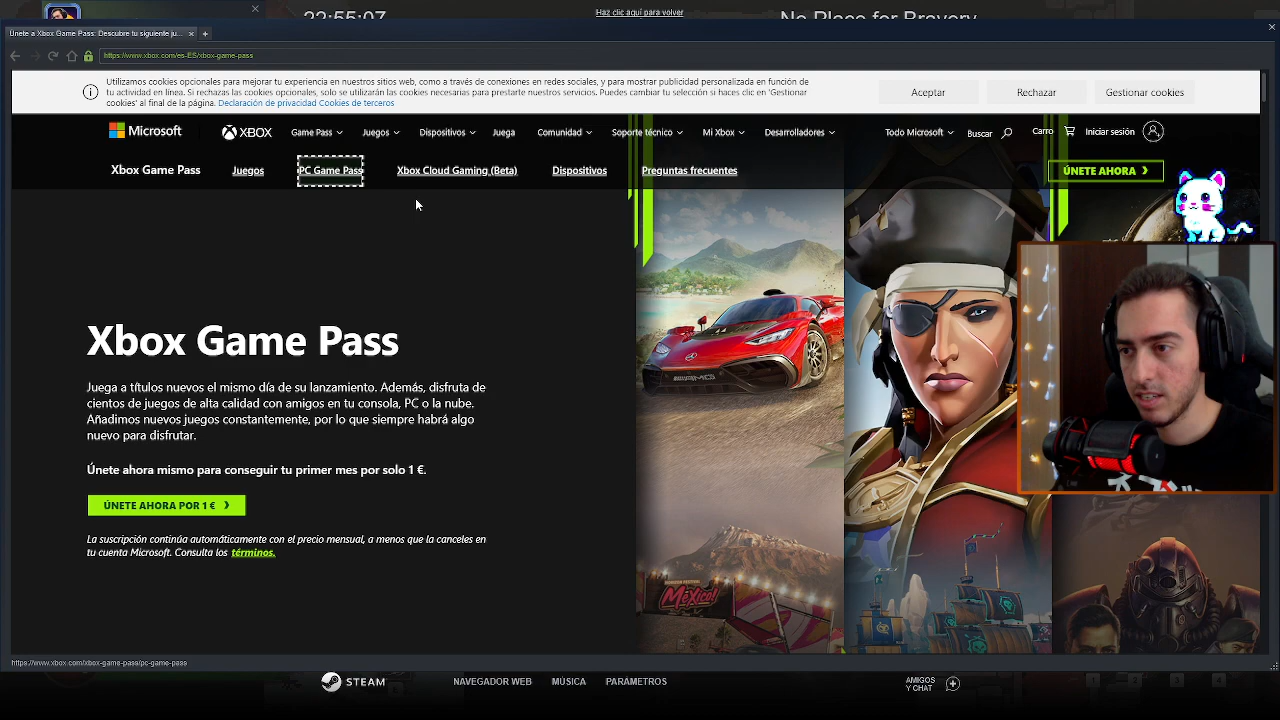 22:55:07
Haz clic aquí para volver
No Place for Bravery
Únete a Xbox Game Pass: Descubre tu siguiente ju...
https://www.xbox.com/es-ES/xbox-game-pass
Utilizamos cookies opcionales para mejorar tu experiencia en nuestros sitios web, como a través de conexiones en redes sociales, y para mostrar publicidad personalizada en función de
tu actividad en línea. Si rechazas las cookies opcionales, solo se utilizarán las cookies necesarias para prestarte nuestros servicios. Puedes cambiar tu selección si haces clic en 'Gestionar
cookies' al final de la página. Declaración de privacidad Cookies de terceros
Aceptar
Rechazar
Gestionar cookies
Microsoft
XBOX
Game Pass
Juegos
Dispositivos
Juega
Comunidad
Soporte técnico
Mi Xbox
Desarrolladores
Todo Microsoft
Buscar
Carro
Iniciar sesión
Xbox Game Pass
Juegos
PC Game Pass
Xbox Cloud Gaming (Beta)
Dispositivos
Preguntas frecuentes
ÚNETE AHORA
Xbox Game Pass
Juega a títulos nuevos el mismo día de su lanzamiento. Además, disfruta de
cientos de juegos de alta calidad con amigos en tu consola, PC o la nube.
Añadimos nuevos juegos constantemente, por lo que siempre habrá algo
nuevo para disfrutar.
Únete ahora mismo para conseguir tu primer mes por solo 1 €.
ÚNETE AHORA POR 1 €
La suscripción continúa automáticamente con el precio mensual, a menos que la canceles en
tu cuenta Microsoft. Consulta los términos.
México!
https://www.xbox.com/xbox-game-pass/pc-game-pass
STEAM
NAVEGADOR WEB
MÚSICA
PARÁMETROS
AMIGOS
Y CHAT
1
2
3
4